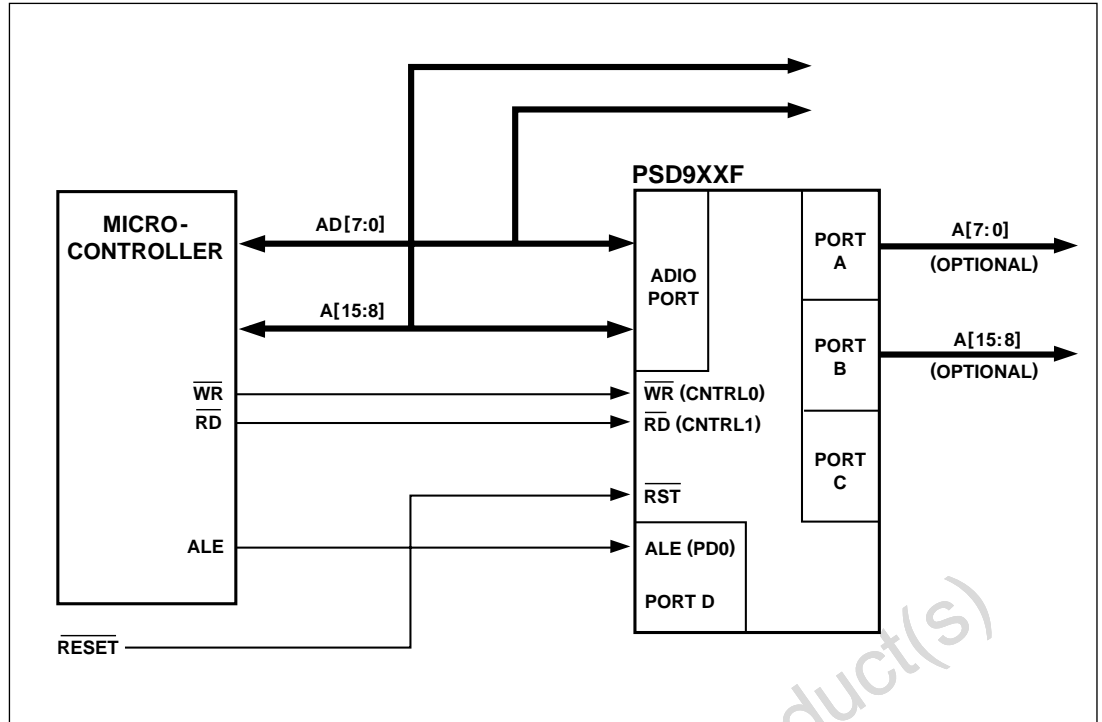 PSD9XXF
MICRO-
CONTROLLER
AD[7:0]
A[15:8]
WR
RD
ALE
RESET
ADIO
PORT
WR (CNTRL0)
RD (CNTRL1)
RST
ALE (PD0)
PORT D
PORT
A
PORT
B
PORT
C
A[7:0]
(OPTIONAL)
A[15:8]
(OPTIONAL)
duct(s)